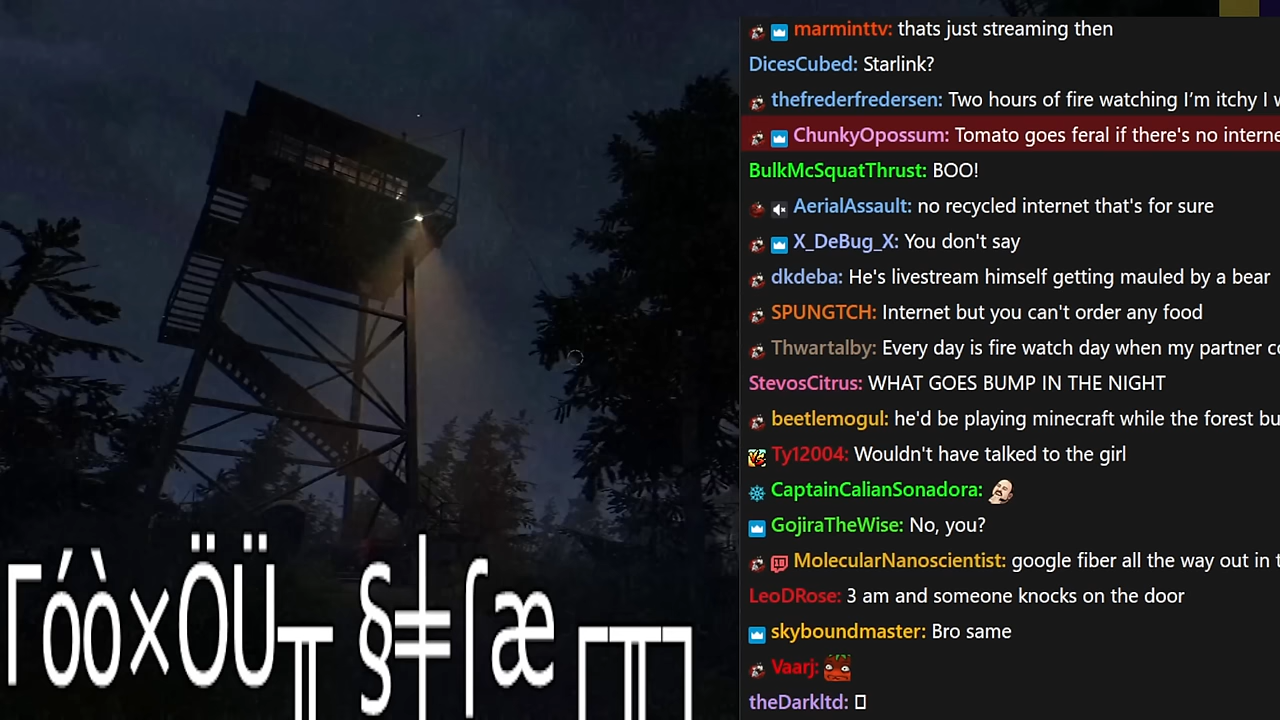 marminttv: thats just streaming then
DicesCubed: Starlink?
thefrederfredersen: Two hours of fire watching I’m itchy I
ChunkyOpossum: Tomato goes feral if there's no interne
BulkMcSquatThrust: BOO!
AerialAssault: no recycled internet that's for sure
X_DeBug_X: You don't say
dkdeba: He's livestream himself getting mauled by a bear
SPUNGTCH: Internet but you can't order any food
Thwartalby: Every day is fire watch day when my partner
StevosCitrus: WHAT GOES BUMP IN THE NIGHT
beetlemogul: he'd be playing minecraft while the forest
Ty12004: Wouldn't have talked to the girl
CaptainCalianSonadora:
GojiraTheWise: No, you?
MolecularNanoscientist: google fiber all the way out in
LeoDRose: 3 am and someone knocks on the door
skyboundmaster: Bro same
Vaarj:
theDarkltd:
Γóò×ÖÜ╥ §╪⌠æ ╓╖